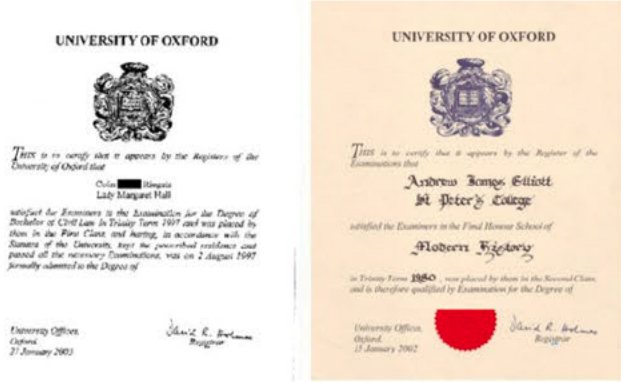 UNIVERSITY OF OXFORD
THIS is to certify that it appears by the Registers of the
University of Oxford that
Colin
Lady Margaret Hall
satisfied the Examiners in the Examination for the Degree of
Bachelor of Civil Law in Trinity Term 1997 and was placed by
them in the First Class, and having, in accordance with the
Statutes of the University, kept the prescribed residence and
passed all the necessary Examinations, was on 2 August 1997
formally admitted to the Degree of
University Offices,
Oxford.
21 January 2003
David R. Holmes
Registrar
UNIVERSITY OF OXFORD
THIS is to certify that it appears by the Register of the
Examinations that
Andrew James Elliott
St Peter's College
satisfied the Examiners in the Final Honour School of
Modern History
in Trinity Term 1980, was placed by them in the Second Class,
and is therefore qualified by Examination for the Degree of
University Offices,
Oxford.
15 January 2002
David R. Holmes
Registrar